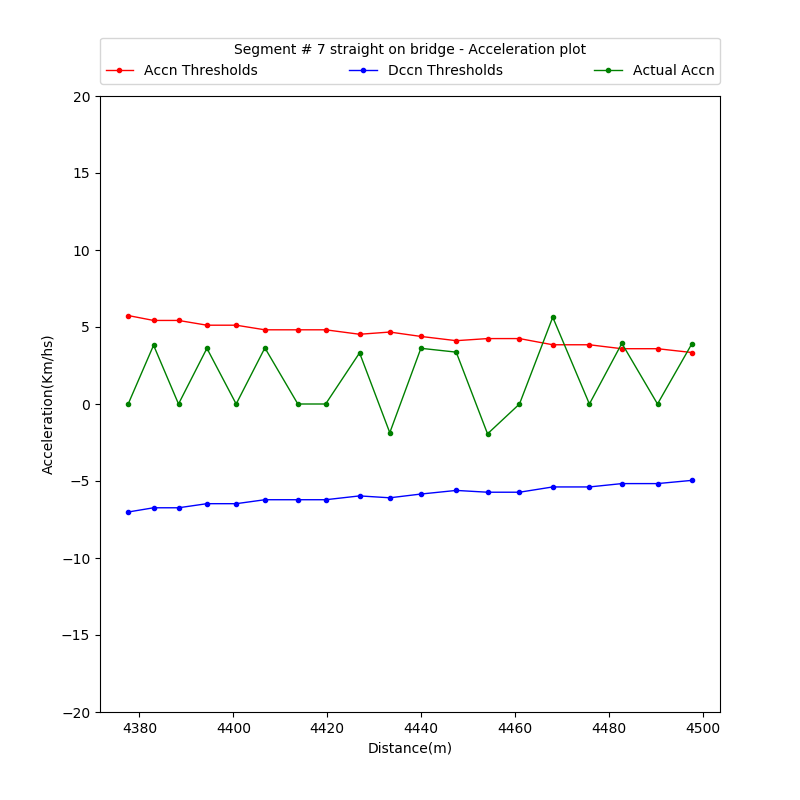 Segment # 7 straight on bridge - Acceleration plot
Accn Thresholds Dccn Thresholds Actual Accn
20
15
10
5
0
−5
−10
−15
−20
Acceleration(Km/hs)
4380 4400 4420 4440 4460 4480 4500
Distance(m)